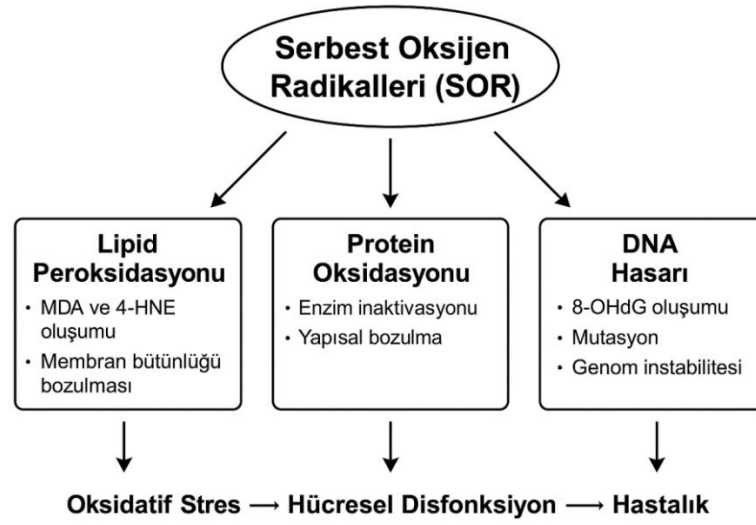 Serbest Oksijen
Radikalleri (SOR)
Lipid
Peroksidasyonu
• MDA ve 4-HNE
oluşumu
• Membran bütünlüğü
bozulması
Protein
Oksidasyonu
• Enzim inaktivasyonu
• Yapısal bozulma
DNA
Hasarı
• 8-OHdG oluşumu
• Mutasyon
• Genom instabilitesi
Oksidatif Stres → Hücresel Disfonksiyon → Hastalık